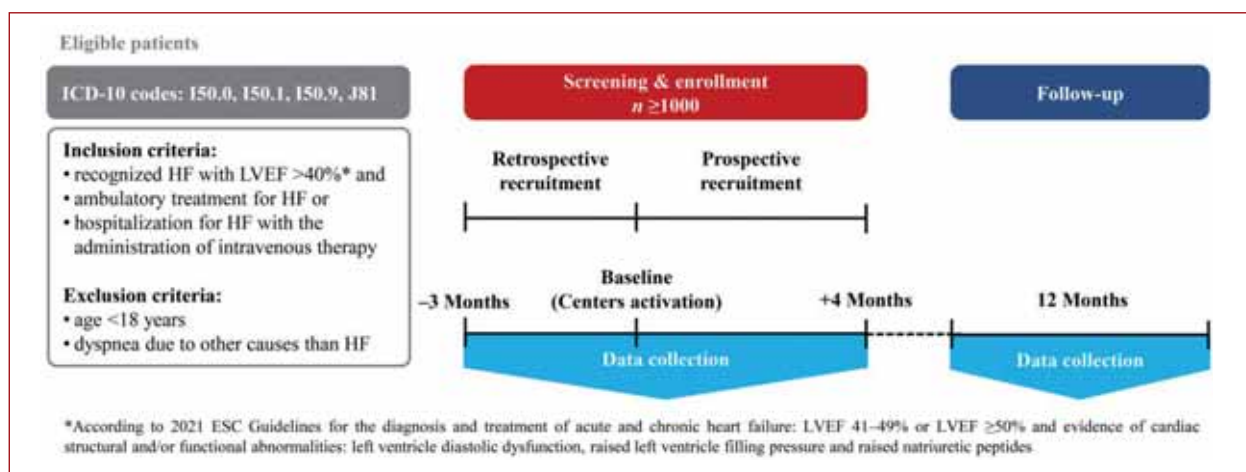 Eligible patients
ICD-10 codes: I50.0, I50.1, I50.9, J81
Inclusion criteria:
• recognized HF with LVEF >40%* and
• ambulatory treatment for HF or
• hospitalization for HF with the
administration of intravenous therapy
Exclusion criteria:
• age <18 years
• dyspnea due to other causes than HF
Screening & enrollment
n ≥1000
Retrospective
recruitment
Prospective
recruitment
–3 Months
Baseline
(Centers activation)
+4 Months
Data collection
Follow-up
12 Months
Data collection
*According to 2021 ESC Guidelines for the diagnosis and treatment of acute and chronic heart failure: LVEF 41–49% or LVEF ≥50% and evidence of cardiac
structural and/or functional abnormalities: left ventricle diastolic dysfunction, raised left ventricle filling pressure and raised natriuretic peptides